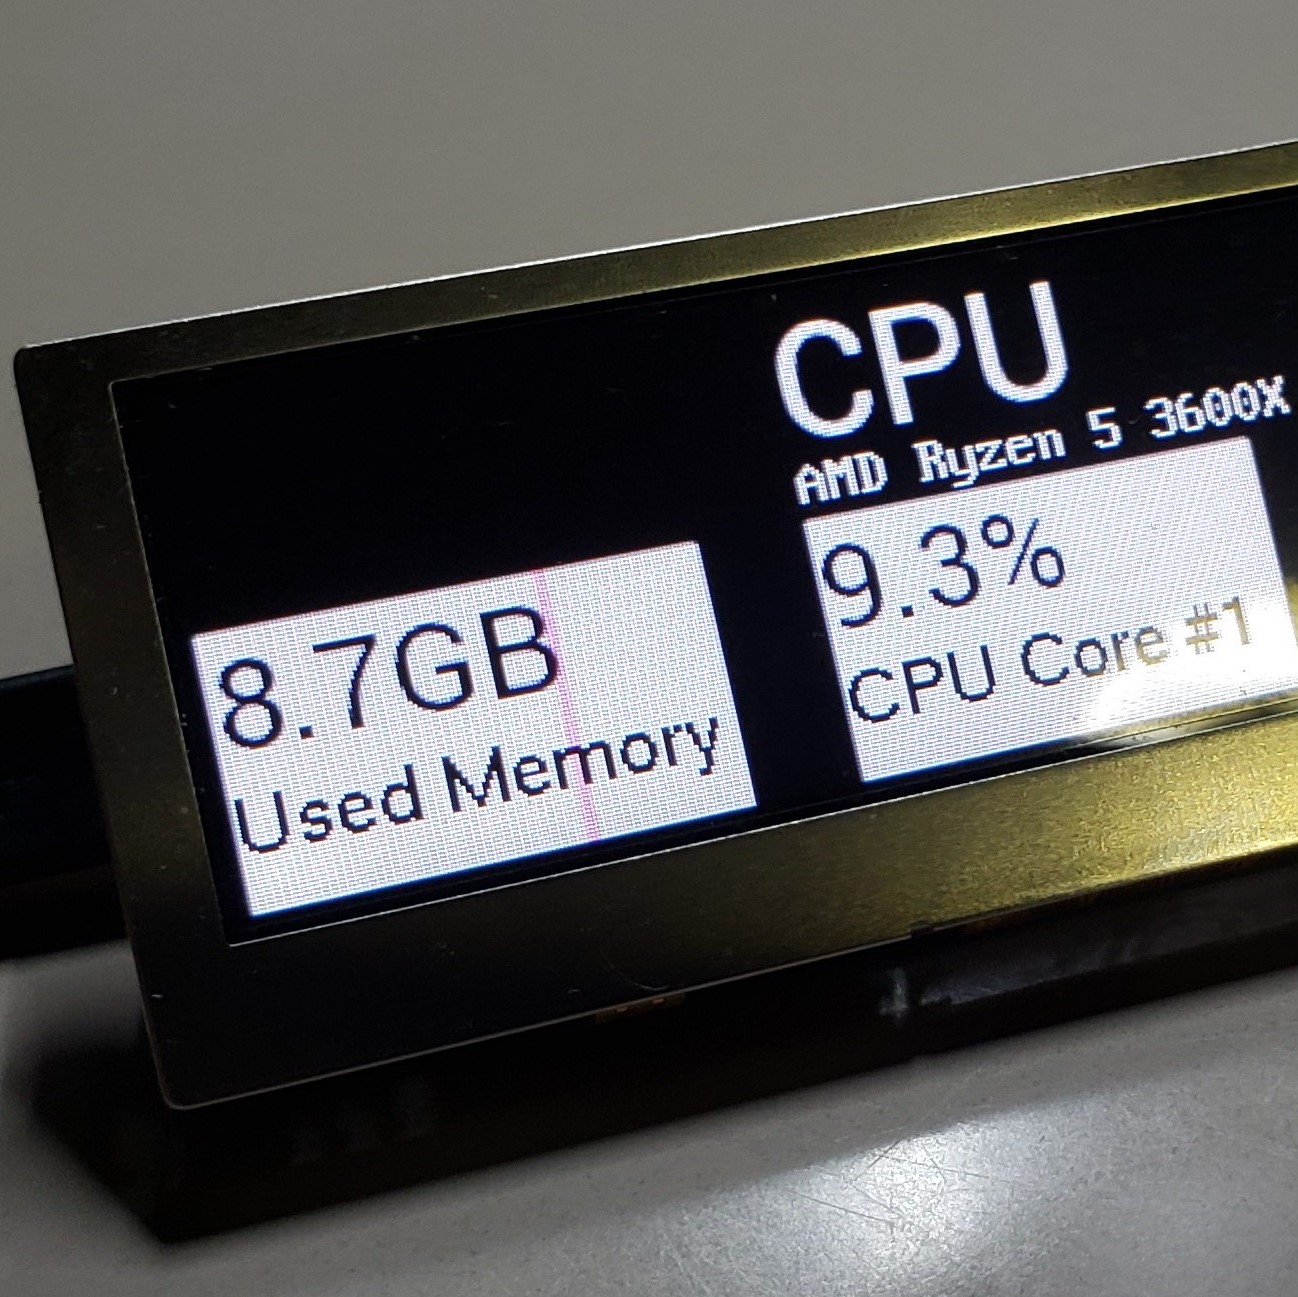 CPU
AMD Ryzen 5 3600X
9.3%
CPU Core #1
8.7GB
Used Memory